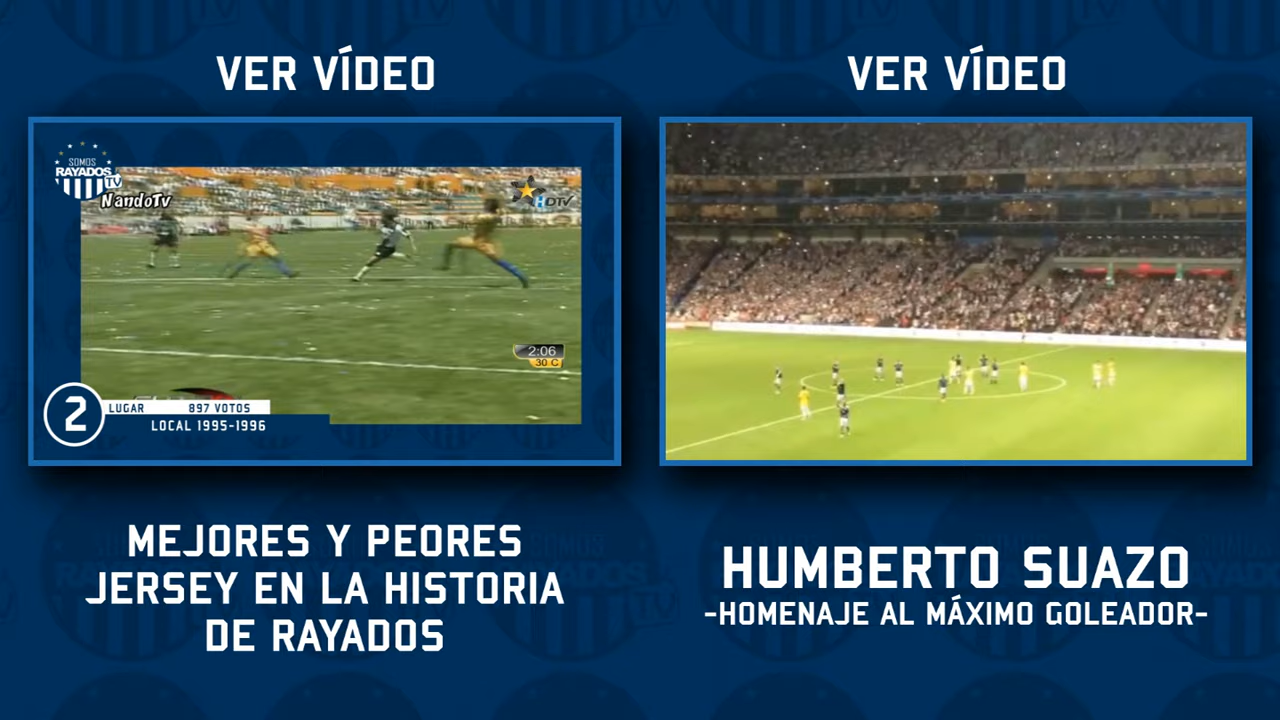 VER VÍDEO
VER VÍDEO
SOMOS
RAYADOS
TV
NandoTv
HDTV
2:06
30 C
2
LUGAR 897 VOTOS
LOCAL 1995-1996
MEJORES Y PEORES
JERSEY EN LA HISTORIA
DE RAYADOS
HUMBERTO SUAZO
-HOMENAJE AL MÁXIMO GOLEADOR-